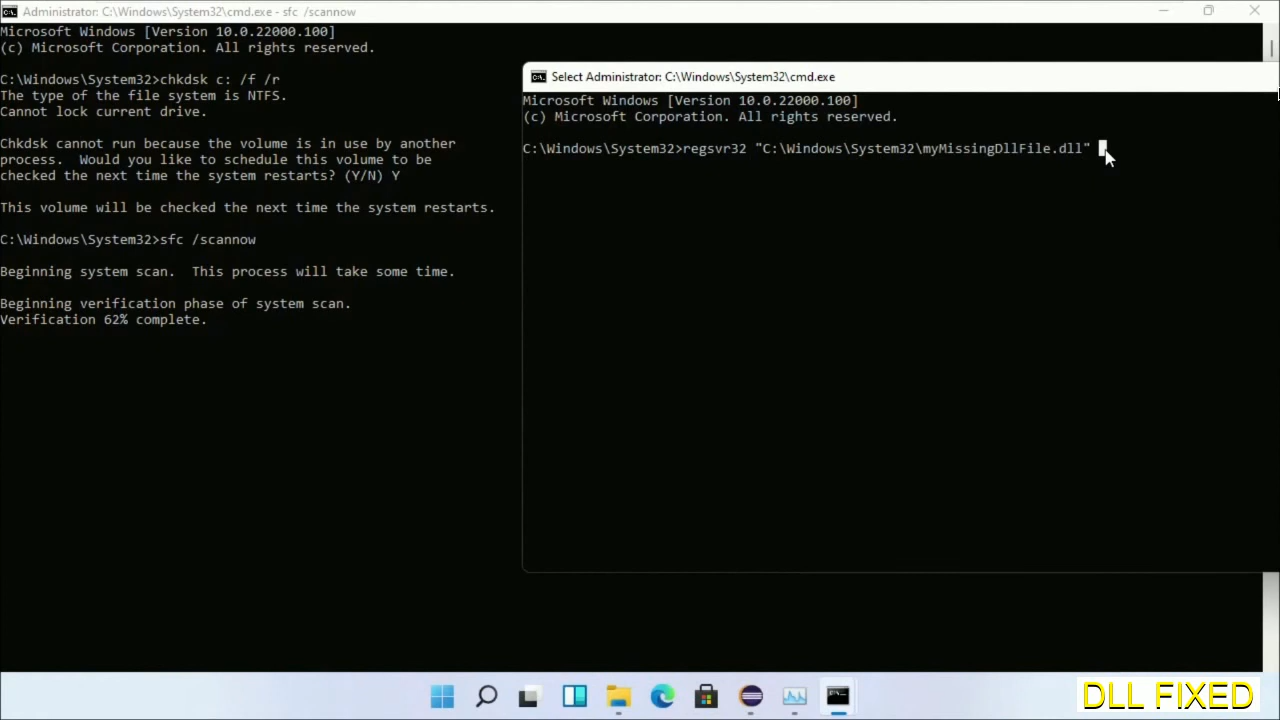 Administrator: C:\Windows\System32\cmd.exe - sfc /scannow
Microsoft Windows [Version 10.0.22000.100]
(c) Microsoft Corporation. All rights reserved.
C:\Windows\System32>chkdsk c: /f /r
The type of the file system is NTFS.
Cannot lock current drive.
Chkdsk cannot run because the volume is in use by another
process.  Would you like to schedule this volume to be
checked the next time the system restarts? (Y/N) Y
This volume will be checked the next time the system restarts.
C:\Windows\System32>sfc /scannow
Beginning system scan.  This process will take some time.
Beginning verification phase of system scan.
Verification 62% complete.
Select Administrator: C:\Windows\System32\cmd.exe
Microsoft Windows [Version 10.0.22000.100]
(c) Microsoft Corporation. All rights reserved.
C:\Windows\System32>regsvr32 "C:\Windows\System32\myMissingDllFile.dll"
DLL FIXED